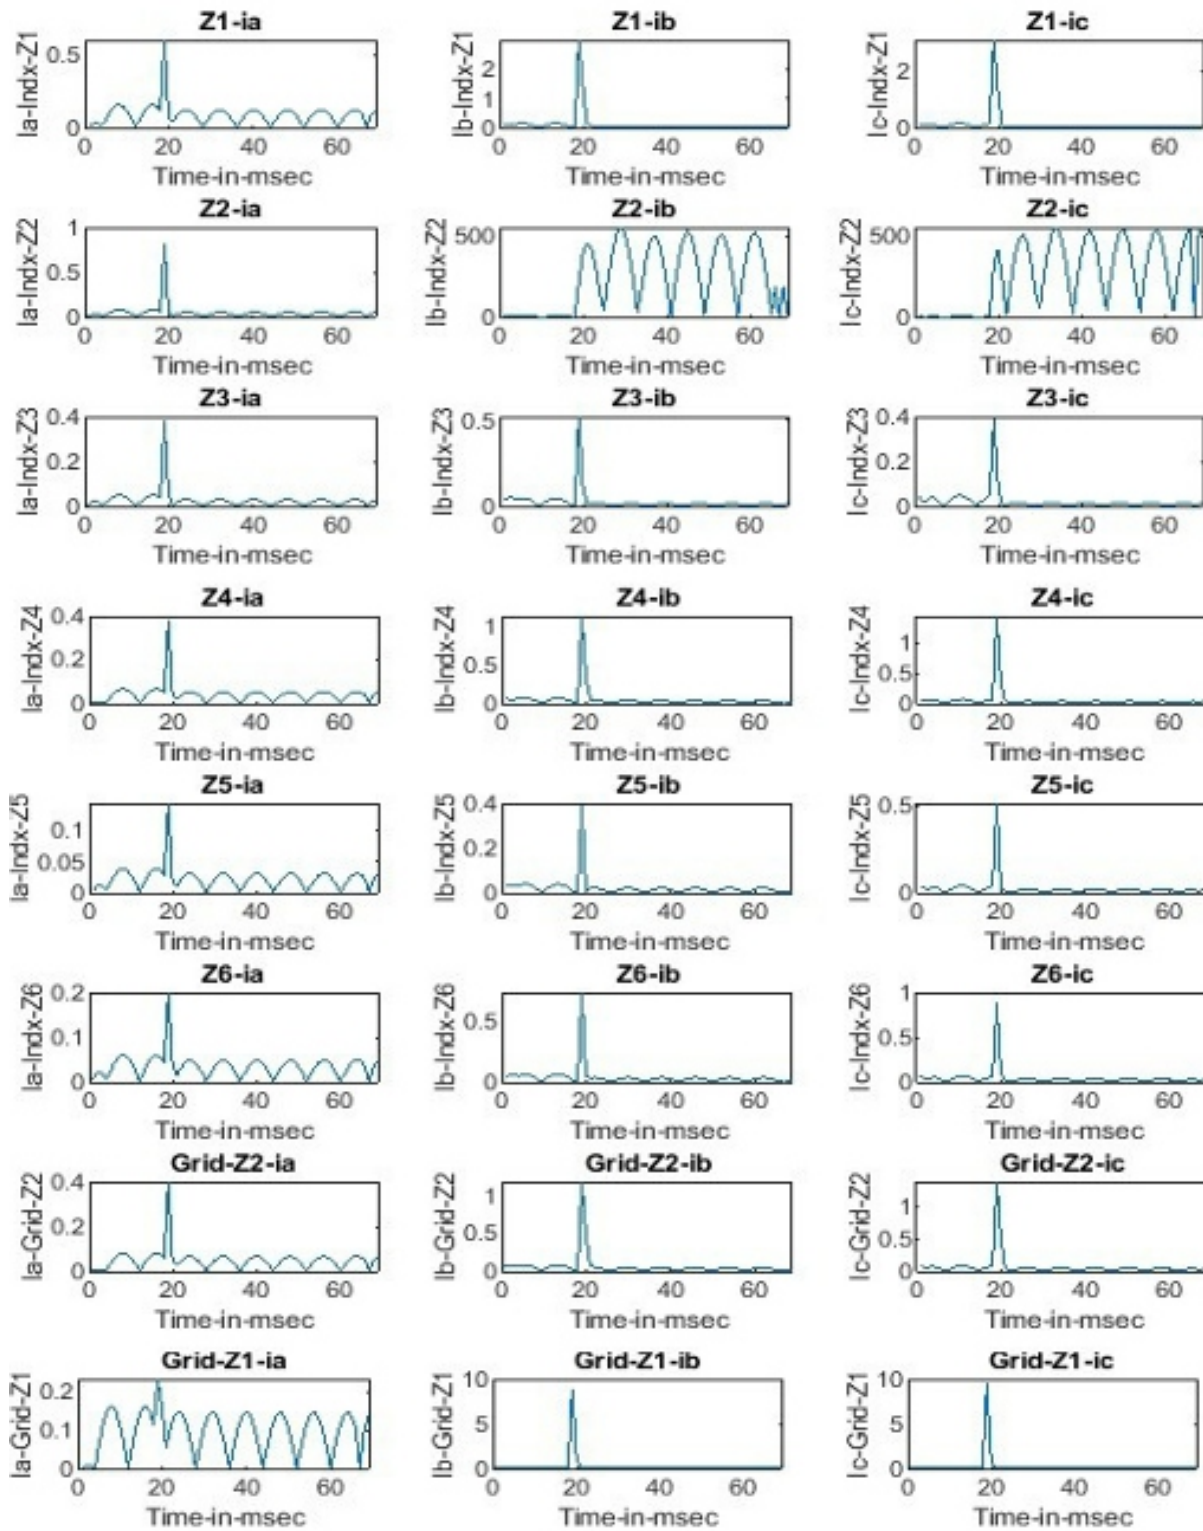 Z1-ia
Z1-ib
Z1-ic
Ia-Indx-Z1
0.5
0
0 20 40 60
Time-in-msec
Ib-Indx-Z1
2
1
0
0 20 40 60
Time-in-msec
Ic-Indx-Z1
2
0
0 20 40 60
Time-in-msec
Z2-ia
Z2-ib
Z2-ic
Ia-Indx-Z2
1
0.5
0
0 20 40 60
Time-in-msec
Ib-Indx-Z2
500
0
0 20 40 60
Time-in-msec
Ic-Indx-Z2
500
0
0 20 40 60
Time-in-msec
Z3-ia
Z3-ib
Z3-ic
Ia-Indx-Z3
0.4
0.2
0
0 20 40 60
Time-in-msec
Ib-Indx-Z3
0.5
0
0 20 40 60
Time-in-msec
Ic-Indx-Z3
0.4
0.2
0
0 20 40 60
Time-in-msec
Z4-ia
Z4-ib
Z4-ic
Ia-Indx-Z4
0.4
0.2
0
0 20 40 60
Time-in-msec
Ib-Indx-Z4
1
0.5
0
0 20 40 60
Time-in-msec
Ic-Indx-Z4
1
0.5
0
0 20 40 60
Time-in-msec
Z5-ia
Z5-ib
Z5-ic
Ia-Indx-Z5
0.1
0.05
0
0 20 40 60
Time-in-msec
Ib-Indx-Z5
0.4
0.2
0
0 20 40 60
Time-in-msec
Ic-Indx-Z5
0.5
0
0 20 40 60
Time-in-msec
Z6-ia
Z6-ib
Z6-ic
Ia-Indx-Z6
0.2
0.1
0
0 20 40 60
Time-in-msec
Ib-Indx-Z6
0.5
0
0 20 40 60
Time-in-msec
Ic-Indx-Z6
1
0.5
0
0 20 40 60
Time-in-msec
Grid-Z2-ia
Grid-Z2-ib
Grid-Z2-ic
Ia-Grid-Z2
0.4
0.2
0
0 20 40 60
Time-in-msec
Ib-Grid-Z2
1
0.5
0
0 20 40 60
Time-in-msec
Ic-Grid-Z2
1
0.5
0
0 20 40 60
Time-in-msec
Grid-Z1-ia
Grid-Z1-ib
Grid-Z1-ic
Ia-Grid-Z1
0.2
0.1
0
0 20 40 60
Time-in-msec
Ib-Grid-Z1
10
5
0
0 20 40 60
Time-in-msec
Ic-Grid-Z1
10
5
0
0 20 40 60
Time-in-msec